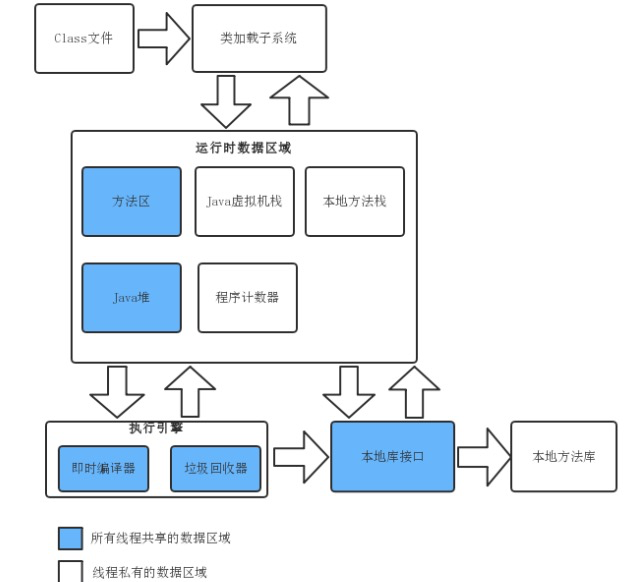 Class文件
类加载子系统
运行时数据区域
方法区
Java虚拟机栈
本地方法栈
Java堆
程序计数器
执行引擎
即时编译器
垃圾回收器
本地库接口
本地方法库
所有线程共享的数据区域
线程私有的数据区域